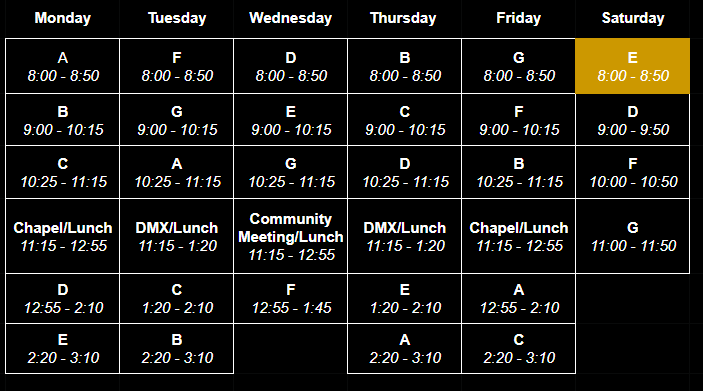 Monday Tuesday Wednesday Thursday Friday Saturday
A F D B G E
8:00 - 8:50 8:00 - 8:50 8:00 - 8:50 8:00 - 8:50 8:00 - 8:50 8:00 - 8:50
B G E C F D
9:00 - 10:15 9:00 - 10:15 9:00 - 10:15 9:00 - 10:15 9:00 - 10:15 9:00 - 9:50
C A G D B F
10:25 - 11:15 10:25 - 11:15 10:25 - 11:15 10:25 - 11:15 10:25 - 11:15 10:00 - 10:50
Chapel/Lunch DMX/Lunch Community Meeting/Lunch DMX/Lunch Chapel/Lunch G
11:15 - 12:55 11:15 - 1:20 11:15 - 12:55 11:15 - 1:20 11:15 - 12:55 11:00 - 11:50
D C F E A
12:55 - 2:10 1:20 - 2:10 12:55 - 1:45 1:20 - 2:10 12:55 - 2:10
E B A C
2:20 - 3:10 2:20 - 3:10 2:20 - 3:10 2:20 - 3:10